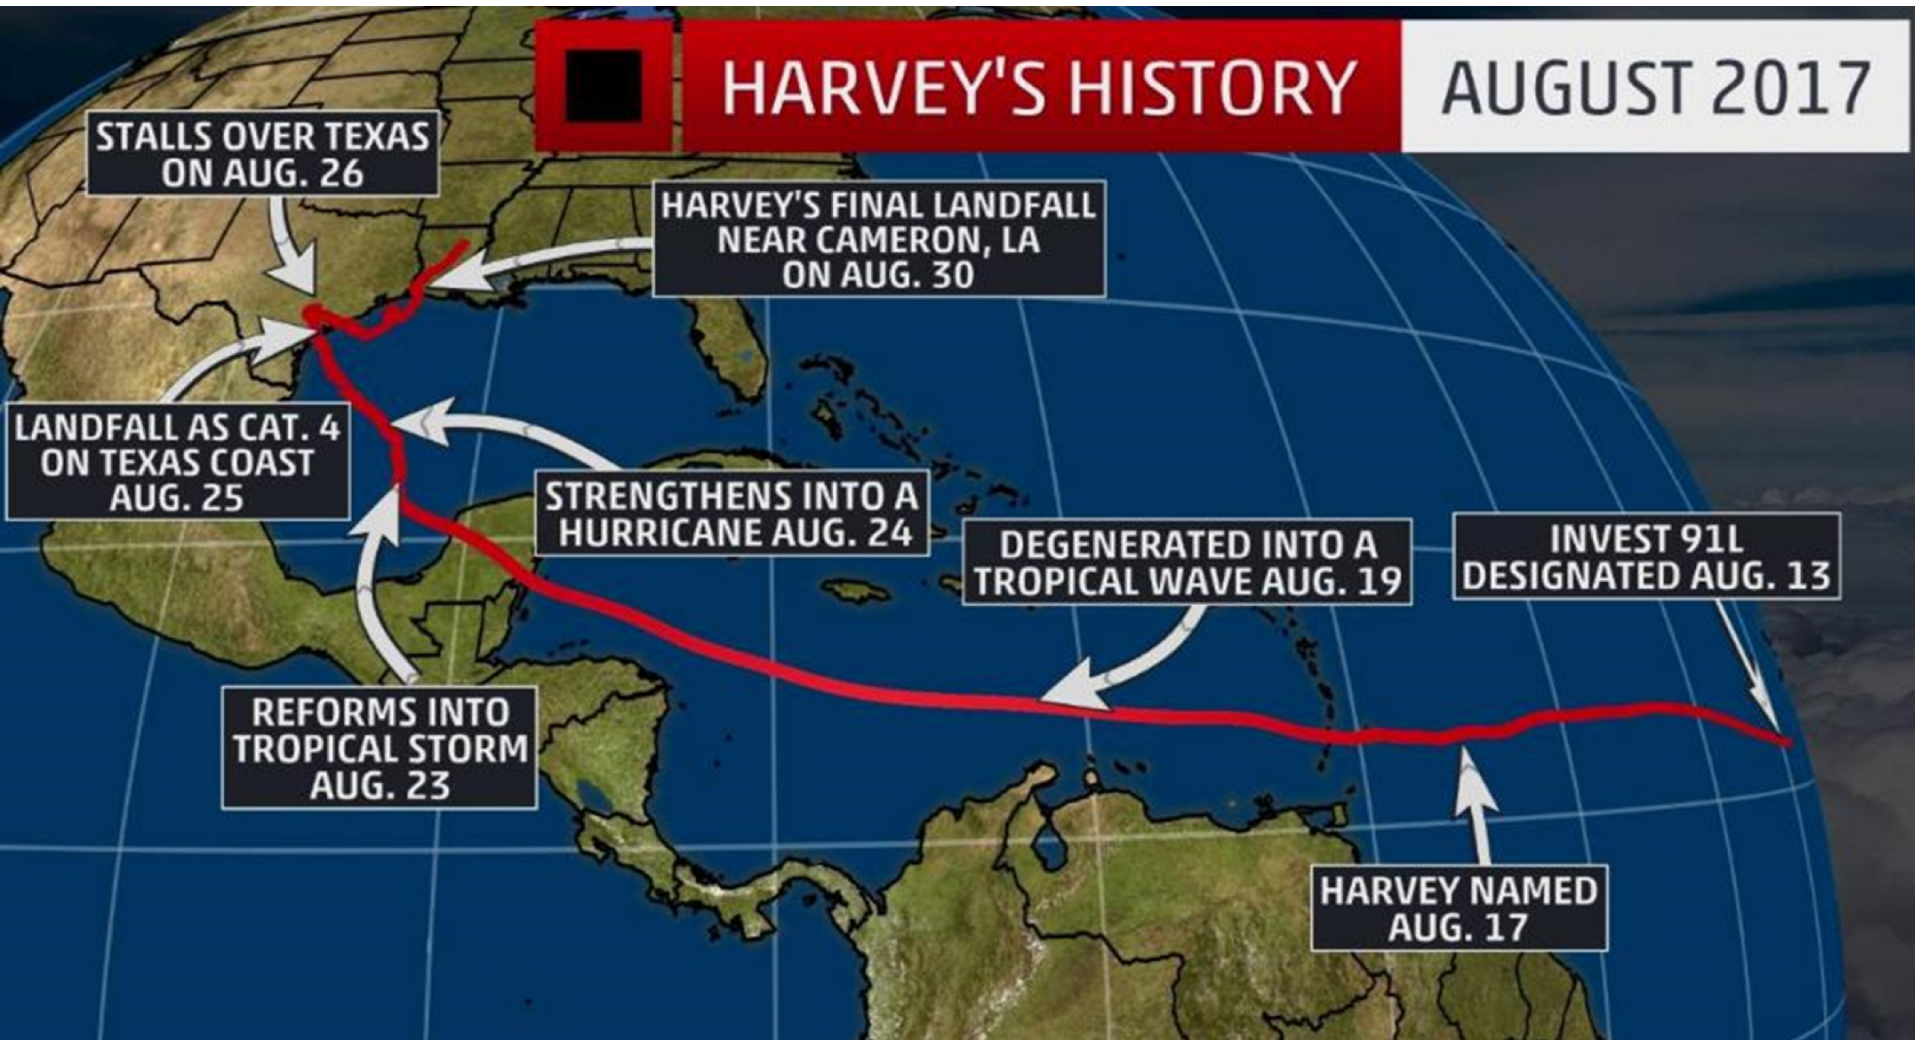 HARVEY'S HISTORY
AUGUST 2017
STALLS OVER TEXAS
ON AUG. 26
HARVEY'S FINAL LANDFALL
NEAR CAMERON, LA
ON AUG. 30
LANDFALL AS CAT. 4
ON TEXAS COAST
AUG. 25
STRENGTHENS INTO A
HURRICANE AUG. 24
DEGENERATED INTO A
TROPICAL WAVE AUG. 19
INVEST 91L
DESIGNATED AUG. 13
REFORMS INTO
TROPICAL STORM
AUG. 23
HARVEY NAMED
AUG. 17